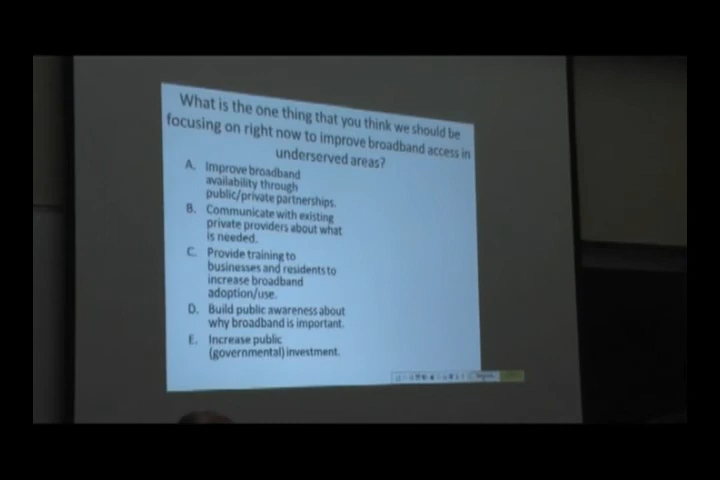 What is the one thing that you think we should be
focusing on right now to improve broadband access in
underserved areas?
A. Improve broadband
availability through
public/private partnerships.
B. Communicate with existing
private providers about what
is needed.
C. Provide training to
businesses and residents to
increase broadband
adoption/use.
D. Build public awareness about
why broadband is important.
E. Increase public
(governmental) investment.